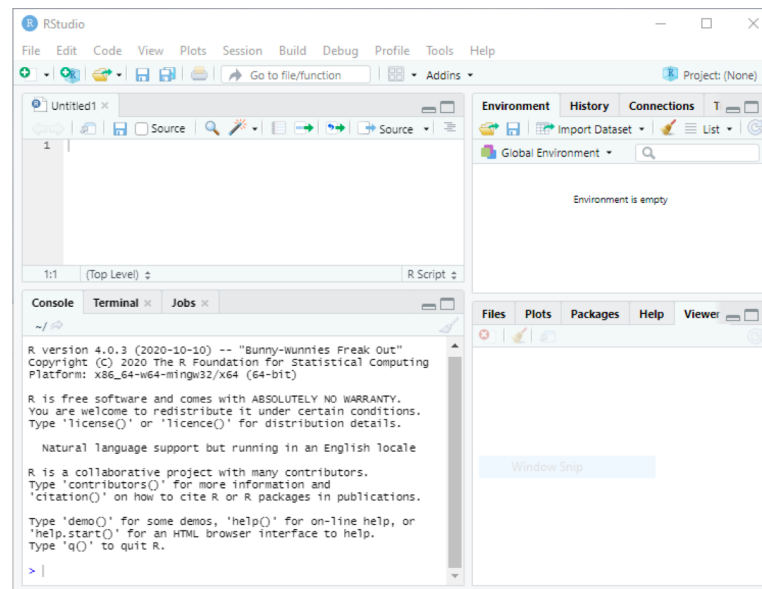 RStudio
File Edit Code View Plots Session Build Debug Profile Tools Help
Go to file/function Addins Project: (None)
Untitled1
Source Source
1
1:1 (Top Level) R Script
Console Terminal Jobs
~/
R version 4.0.3 (2020-10-10) -- "Bunny-Wunnies Freak Out"
Copyright (C) 2020 The R Foundation for Statistical Computing
Platform: x86_64-w64-mingw32/x64 (64-bit)
R is free software and comes with ABSOLUTELY NO WARRANTY.
You are welcome to redistribute it under certain conditions.
Type 'license()' or 'licence()' for distribution details.
Natural language support but running in an English locale
R is a collaborative project with many contributors.
Type 'contributors()' for more information and
'citation()' on how to cite R or R packages in publications.
Type 'demo()' for some demos, 'help()' for on-line help, or
'help.start()' for an HTML browser interface to help.
Type 'q()' to quit R.
>
Environment History Connections T
Import Dataset List
Global Environment
Environment is empty
Files Plots Packages Help Viewer
Window Snip